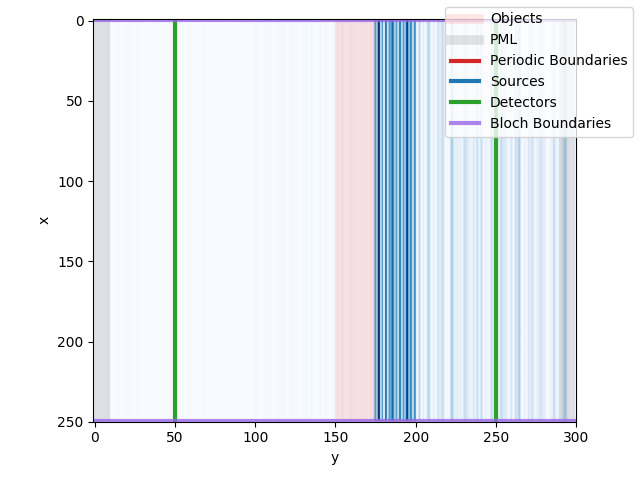 Objects
PML
Periodic Boundaries
Sources
Detectors
Bloch Boundaries
0
50
100
150
200
250
x
0 50 100 150 200 250 300
y